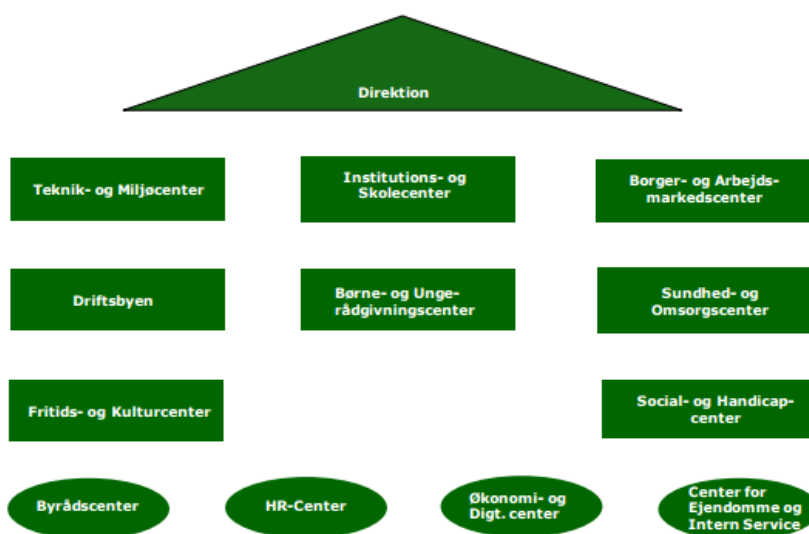 Direktion
Teknik- og Miljøcenter
Institutions- og
Skolecenter
Borger- og Arbejds-
markedscenter
Driftsbyen
Børne- og Unge-
rådgivningscenter
Sundhed- og
Omsorgscenter
Fritids- og Kulturcenter
Social- og Handicap-
center
Byrådscenter
HR-Center
Økonomi- og
Digt. center
Center for
Ejendomme og
Intern Service